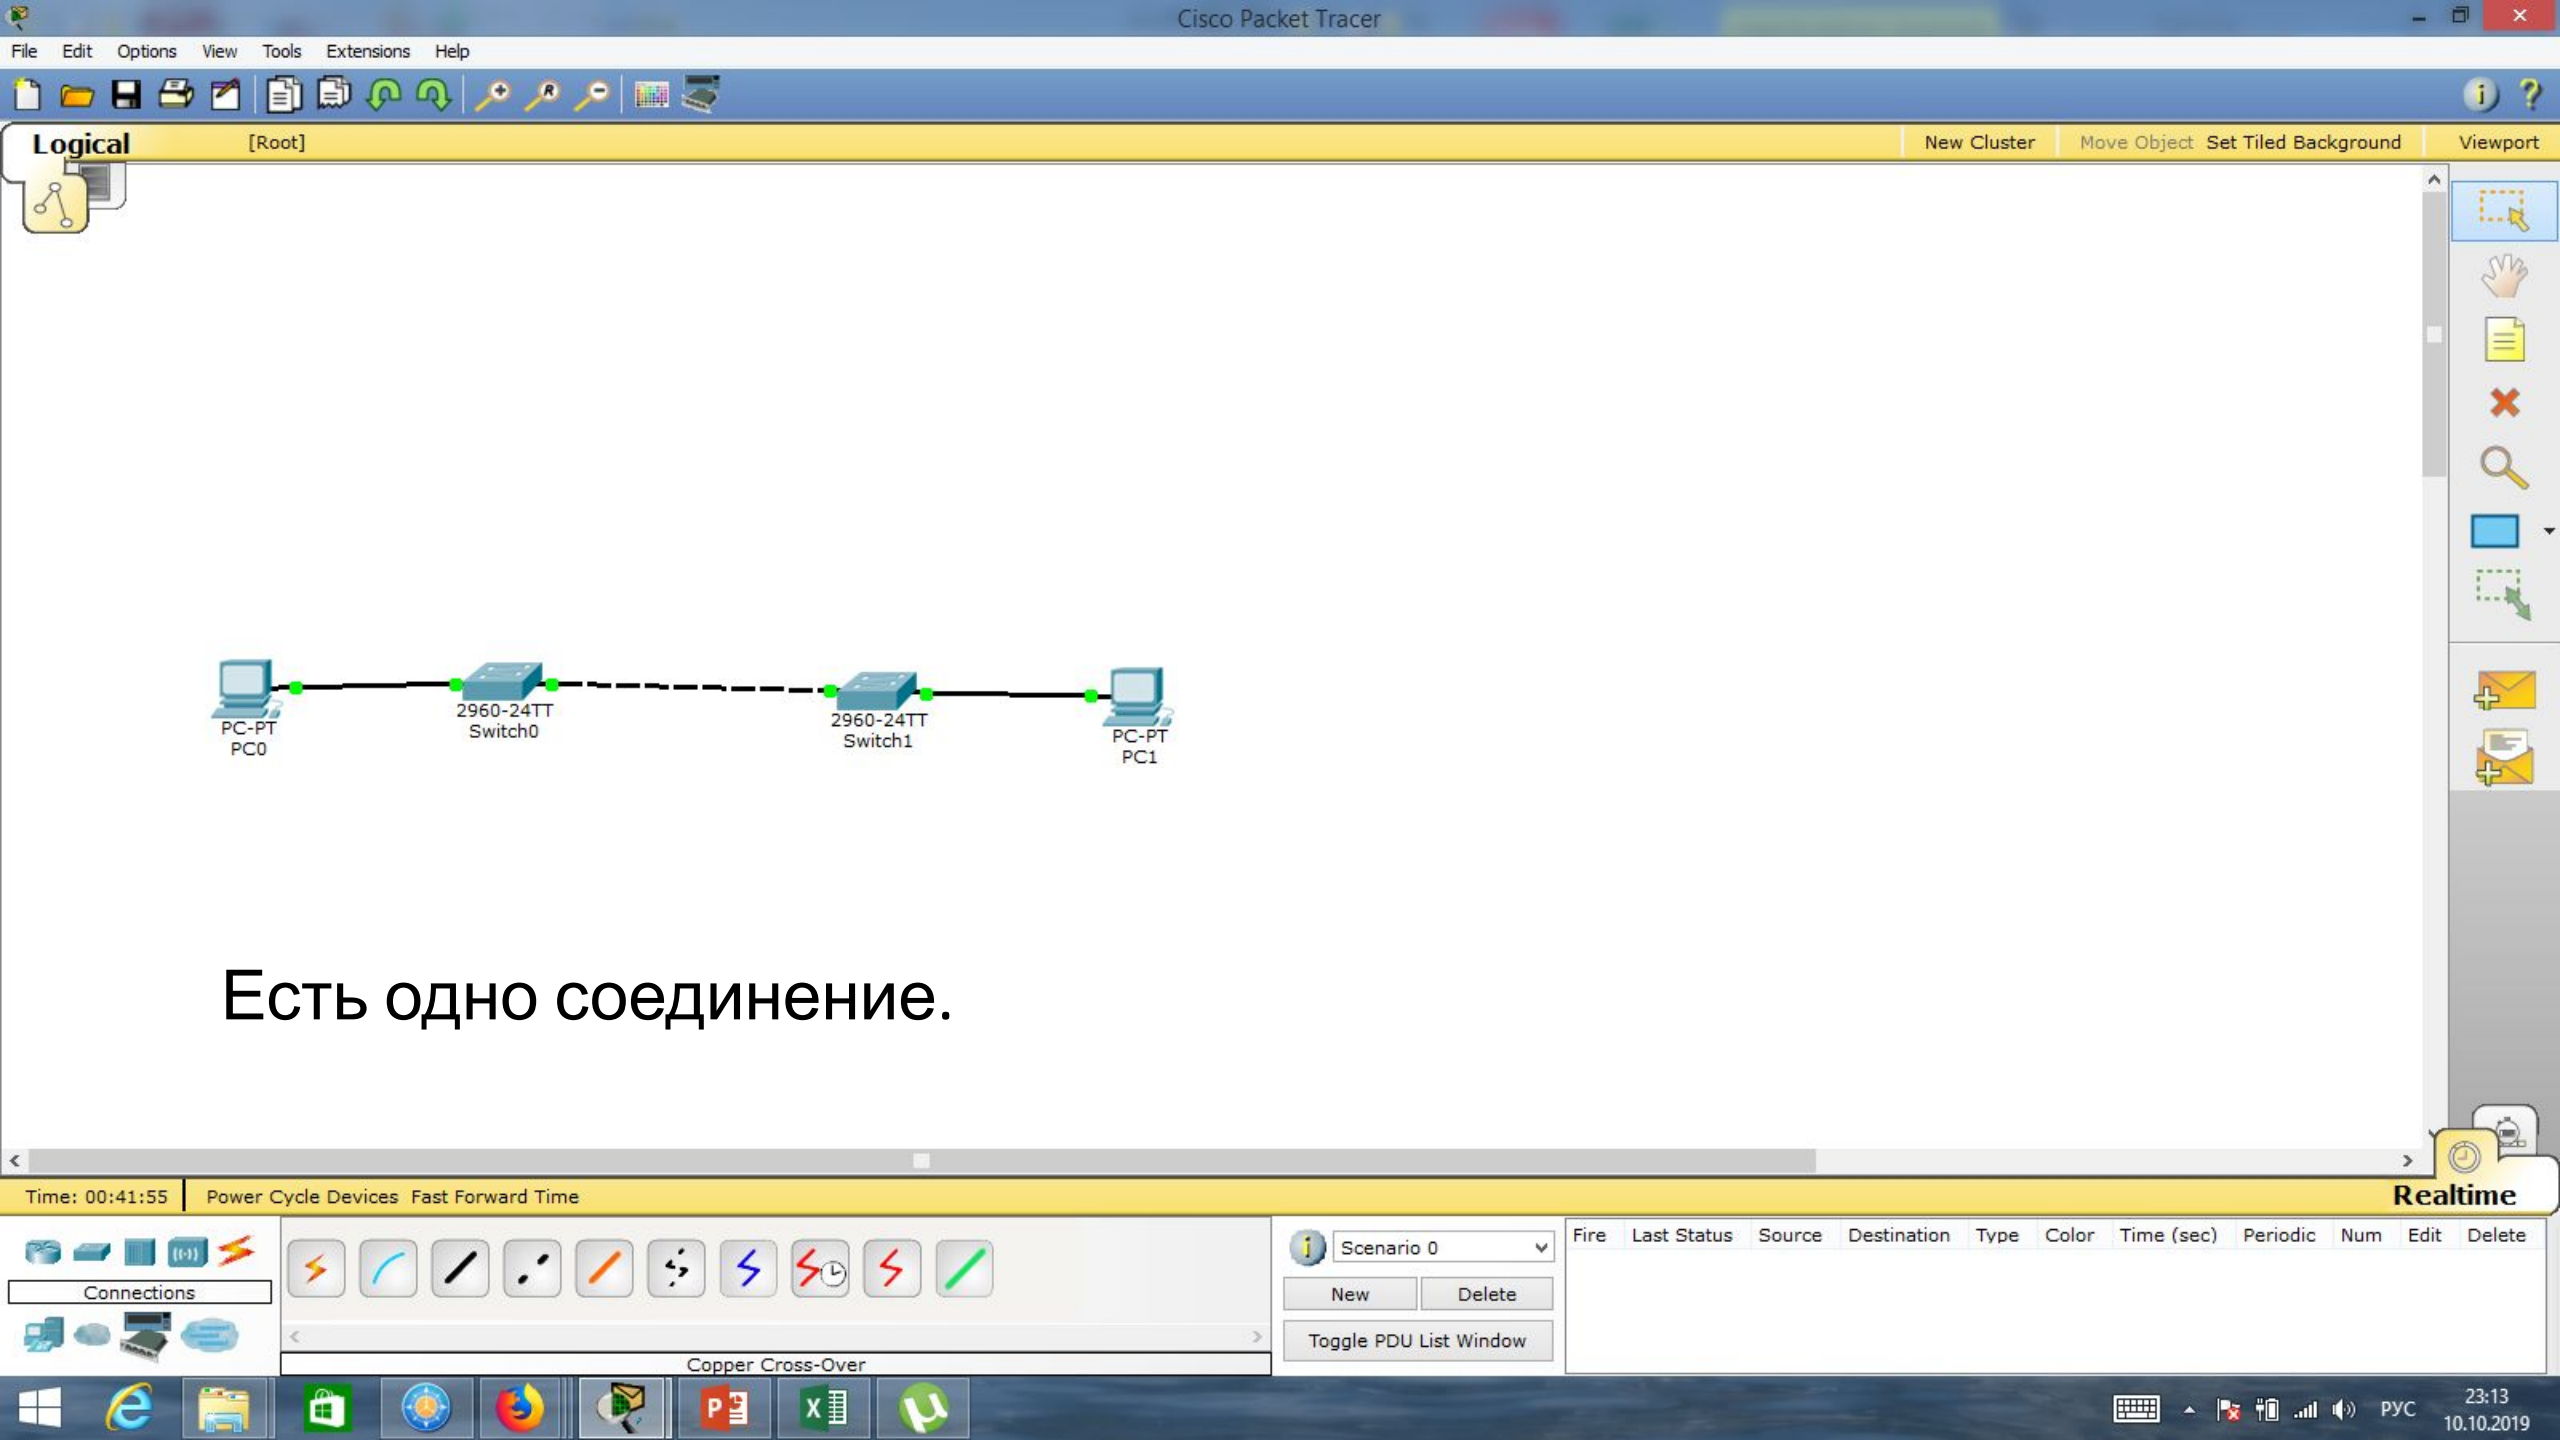 Cisco Packet Tracer
File Edit Options View Tools Extensions Help
Logical [Root] New Cluster Move Object Set Tiled Background Viewport
PC-PT
PC0
2960-24TT
Switch0
2960-24TT
Switch1
PC-PT
PC1
Есть одно соединение.
Time: 00:41:55 Power Cycle Devices Fast Forward Time Realtime
Connections
Copper Cross-Over
Scenario 0
New Delete
Toggle PDU List Window
Fire Last Status Source Destination Type Color Time (sec) Periodic Num Edit Delete
РУС
23:13
10.10.2019